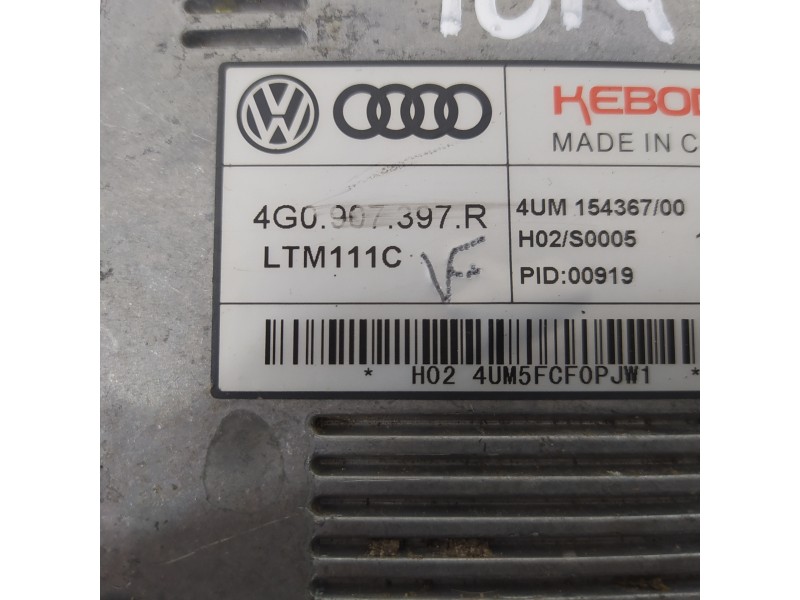 KEBOD
MADE IN C
4G0.907.397.R
LTM111C
4UM 154367/00
H02/S0005
PID:00919
* H02 4UM5FCF0PJW1 *